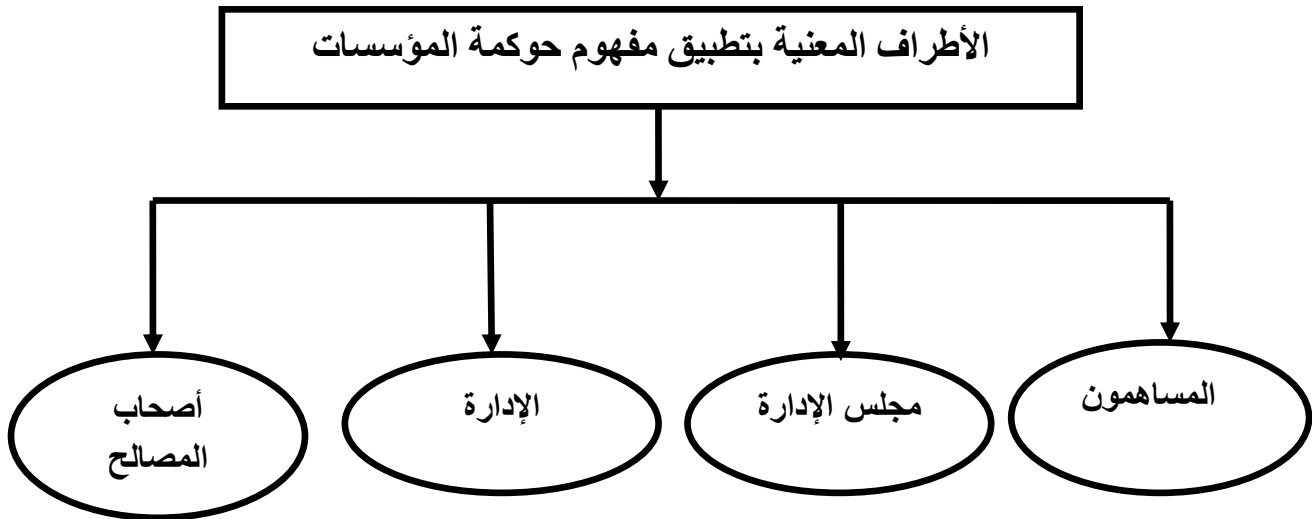 الأطراف المعنية بتطبيق مفهوم حوكمة المؤسسات
المساهمون
مجلس الإدارة
الإدارة
أصحاب
المصالح